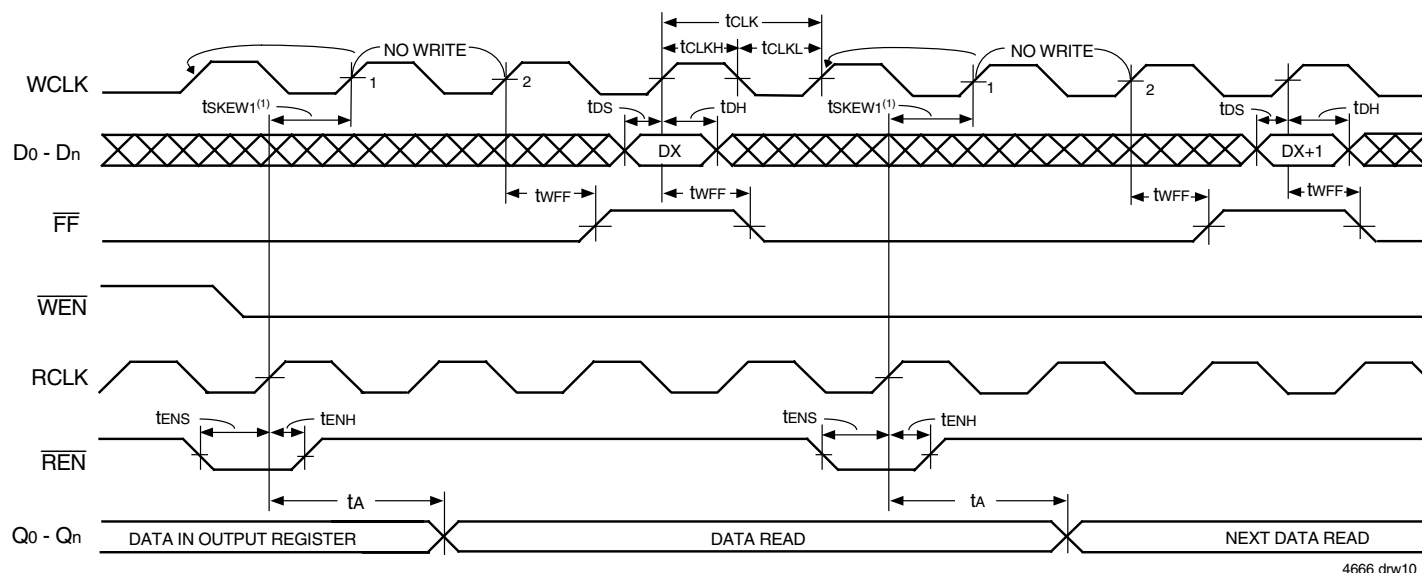 tCLK
tCLKH tCLKL
NO WRITE NO WRITE
WCLK 1 2 1 2
tSKEW1(1) tDS tDH tSKEW1(1) tDS tDH
D0 - Dn DX DX+1
tWFF tWFF tWFF tWFF
FF
WEN
RCLK
tENS tENH tENS tENH
REN
tA tA
Q0 - Qn DATA IN OUTPUT REGISTER DATA READ NEXT DATA READ
4666 drw10